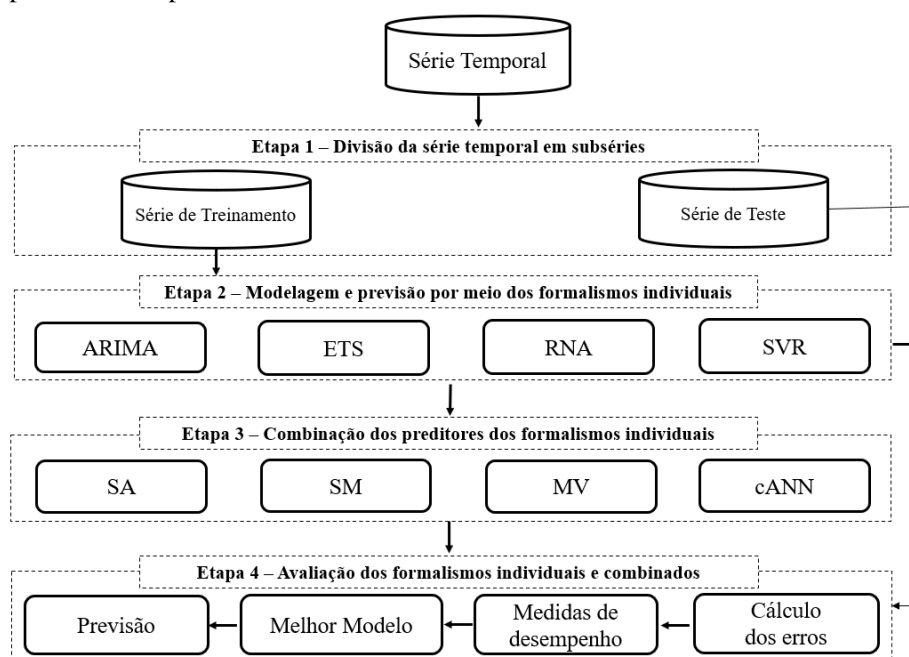 Série Temporal
Etapa 1 – Divisão da série temporal em subséries
Série de Treinamento
Série de Teste
Etapa 2 – Modelagem e previsão por meio dos formalismos individuais
ARIMA
ETS
RNA
SVR
Etapa 3 – Combinação dos preditores dos formalismos individuais
SA
SM
MV
cANN
Etapa 4 – Avaliação dos formalismos individuais e combinados
Previsão
Melhor Modelo
Medidas de
desempenho
Cálculo
dos erros